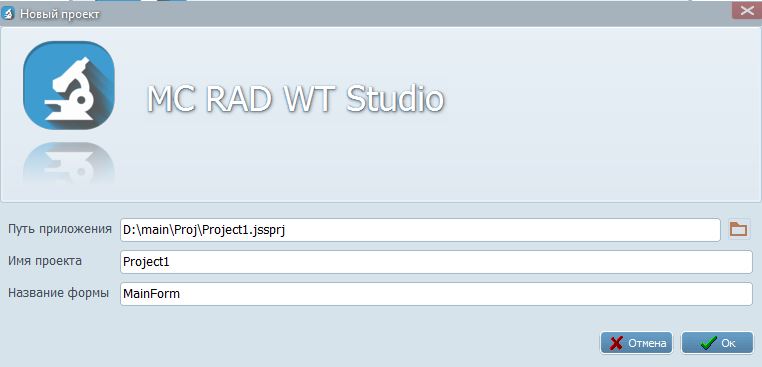 Новый проект
MC RAD WT Studio
Путь приложения D:\main\Proj\Project1.jssprj
Имя проекта Project1
Название формы MainForm
Отмена Ок